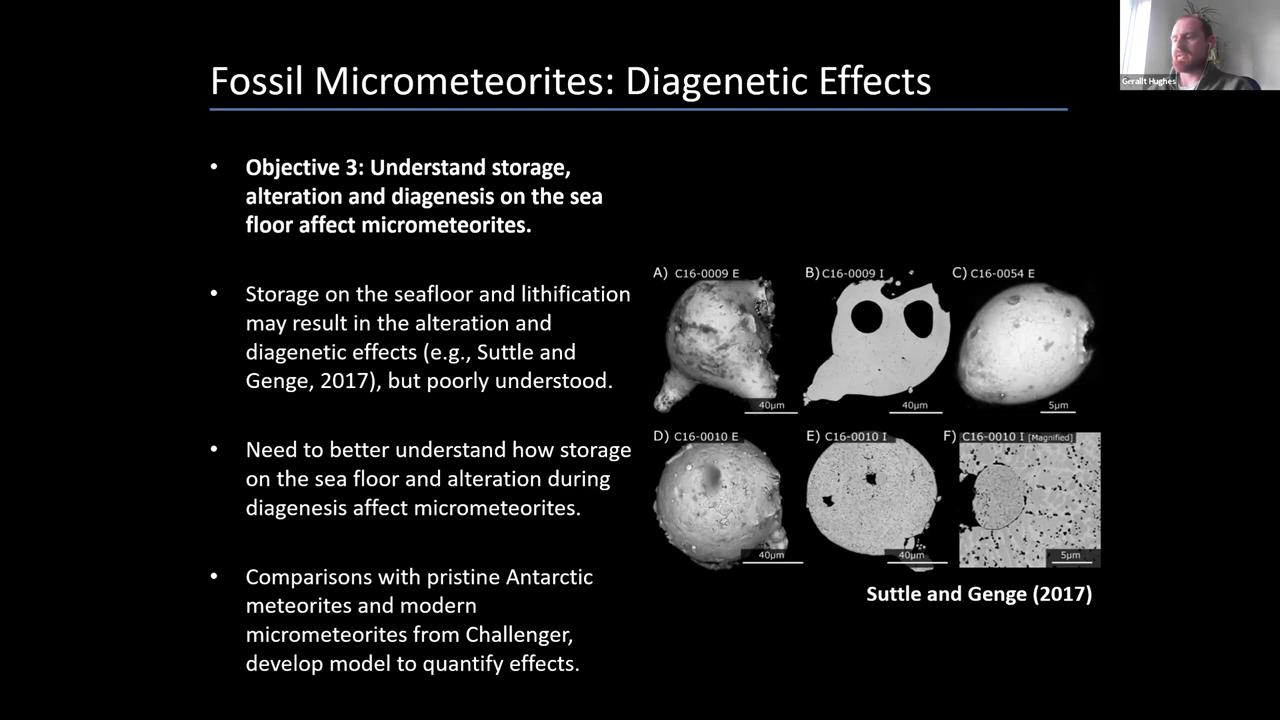 Fossil Micrometeorites: Diagenetic Effects
Gerallt Hughes
• Objective 3: Understand storage,
alteration and diagenesis on the sea
floor affect micrometeorites.
• Storage on the seafloor and lithification
may result in the alteration and
diagenetic effects (e.g., Suttle and
Genge, 2017), but poorly understood.
• Need to better understand how storage
on the sea floor and alteration during
diagenesis affect micrometeorites.
• Comparisons with pristine Antarctic
meteorites and modern
micrometeorites from Challenger,
develop model to quantify effects.
A) C16-0009 E
40µm
B) C16-0009 I
40µm
C) C16-0054 E
5µm
D) C16-0010 E
40µm
E) C16-0010 I
40µm
F) C16-0010 I [Magnified]
5µm
Suttle and Genge (2017)